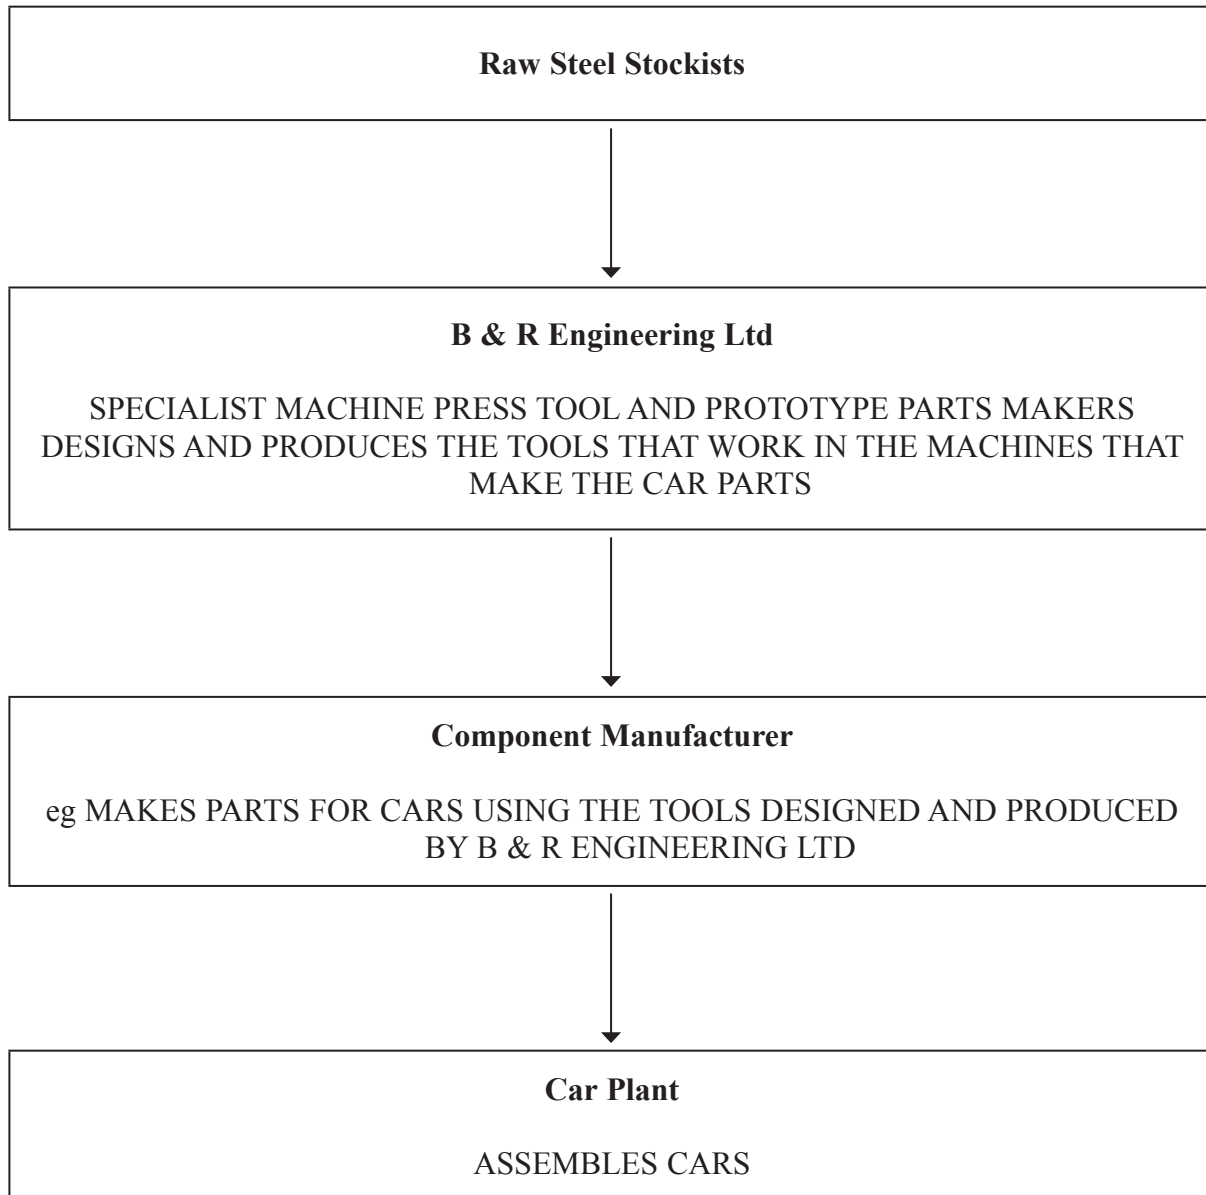 Raw Steel Stockists
B & R Engineering Ltd
SPECIALIST MACHINE PRESS TOOL AND PROTOTYPE PARTS MAKERS
DESIGNS AND PRODUCES THE TOOLS THAT WORK IN THE MACHINES THAT
MAKE THE CAR PARTS
Component Manufacturer
eg MAKES PARTS FOR CARS USING THE TOOLS DESIGNED AND PRODUCED
BY B & R ENGINEERING LTD
Car Plant
ASSEMBLES CARS